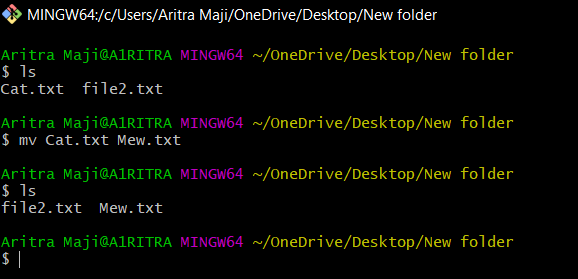 MINGW64:/c/Users/Aritra Maji/OneDrive/Desktop/New folder
Aritra Maji@A1RITRA MINGW64 ~/OneDrive/Desktop/New folder
$ ls
Cat.txt  file2.txt
Aritra Maji@A1RITRA MINGW64 ~/OneDrive/Desktop/New folder
$ mv Cat.txt Mew.txt
Aritra Maji@A1RITRA MINGW64 ~/OneDrive/Desktop/New folder
$ ls
file2.txt  Mew.txt
Aritra Maji@A1RITRA MINGW64 ~/OneDrive/Desktop/New folder
$